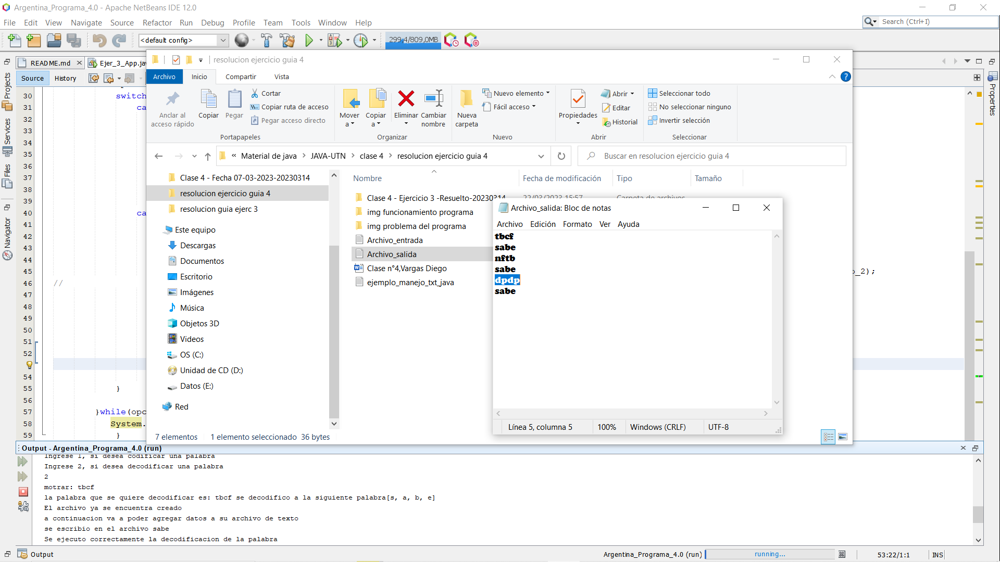 Argentina_Programa_4.0 - Apache NetBeans IDE 12.0
File Edit View Navigate Source Refactor Run Debug Profile Team Tools Window Help
Search (Ctrl+I)
<default config>
299,4/809,0MB
README.md
Ejer_3_App.jav
Source History
Projects
Services
Files
Navigator
Properties
30 switch
31 ca
32
33
34
35
36
37
38
39
40 ca
41
42
43
44
45 _2);
46 //
47
48
49
50
51
52
54
55 }
56
57 }while(opc
58 System.
59 }
resolucion ejercicio guia 4
Archivo Inicio Compartir Vista
Anclar al acceso rápido
Copiar
Pegar
Cortar
Copiar ruta de acceso
Pegar acceso directo
Portapapeles
Mover a
Copiar a
Eliminar
Cambiar nombre
Organizar
Nueva carpeta
Nuevo elemento
Fácil acceso
Nuevo
Propiedades
Abrir
Editar
Historial
Abrir
Seleccionar todo
No seleccionar ninguno
Invertir selección
Seleccionar
« Material de java > JAVA-UTN > clase 4 > resolucion ejercicio guia 4
Buscar en resolucion ejercicio guia 4
Clase 4 - Fecha 07-03-2023-20230314
resolucion ejercicio guia 4
resolucion guia ejerc 3
Este equipo
Descargas
Documentos
Escritorio
Imágenes
Música
Objetos 3D
Videos
OS (C:)
Unidad de CD (D:)
Datos (E:)
Red
Nombre Fecha de modificación Tipo Tamaño
Clase 4 - Ejercicio 3 -Resuelto-20230314 22/03/2023 15:57 Carpeta de archivos
img funcionamiento programa
img problema del programa
Archivo_entrada
Archivo_salida
Clase n°4,Vargas Diego
ejemplo_manejo_txt_java
7 elementos 1 elemento seleccionado 36 bytes
Archivo_salida: Bloc de notas
Archivo Edición Formato Ver Ayuda
tbcf
sabe
nftb
sabe
dpdp
sabe
Línea 5, columna 5 100% Windows (CRLF) UTF-8
Output - Argentina_Programa_4.0 (run)
Ingrese 1, si desea codificar una palabra
Ingrese 2, si desea decodificar una palabra
2
motrar: tbcf
la palabra que se quiere decodificar es: tbcf se decodifico a la siguiente palabra[s, a, b, e]
El archivo ya se encuentra creado
a continuacion va a poder agregar datos a su archivo de texto
se escribio en el archivo sabe
Se ejecuto correctamente la decodificacion de la palabra
Output
Argentina_Programa_4.0 (run) running... 53:22/1:1 INS